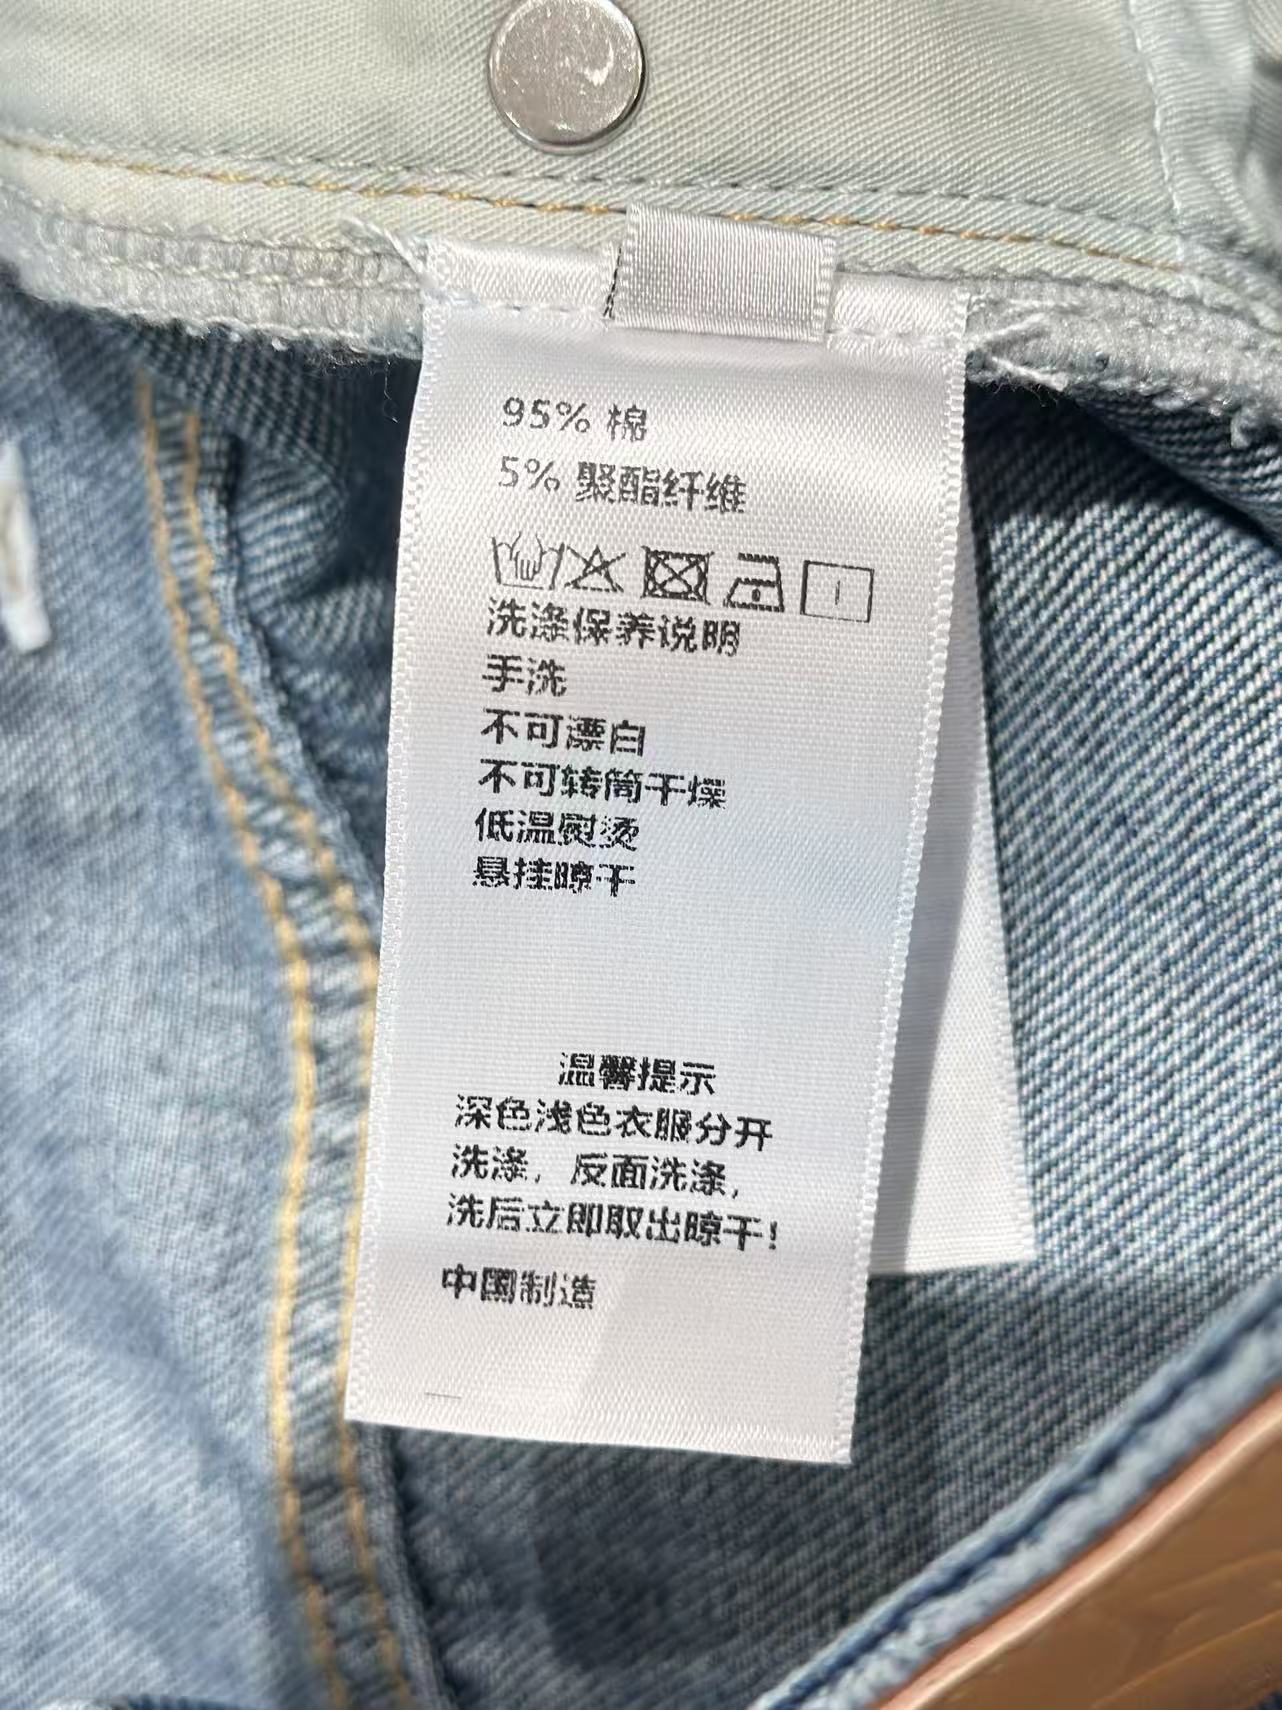 95% 棉
5% 聚酯纤维
洗涤保养说明
手洗
不可漂白
不可转筒干燥
低温熨烫
悬挂晾干
温馨提示
深色浅色衣服分开
洗涤，反面洗涤，
洗后立即取出晾干!
中国制造